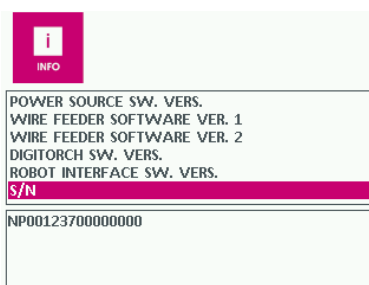 i
INFO
POWER SOURCE SW. VERS.
WIRE FEEDER SOFTWARE VER. 1
WIRE FEEDER SOFTWARE VER. 2
DIGITORCH SW. VERS.
ROBOT INTERFACE SW. VERS.
S/N
NP00123700000000